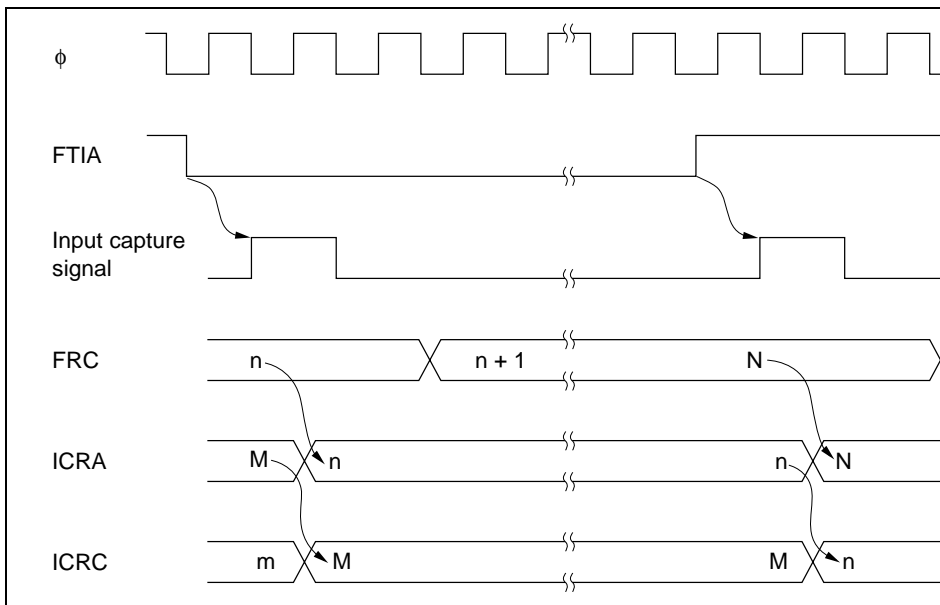 ϕ
FTIA
Input capture
signal
FRC n n + 1 N
ICRA M n n N
ICRC m M M n